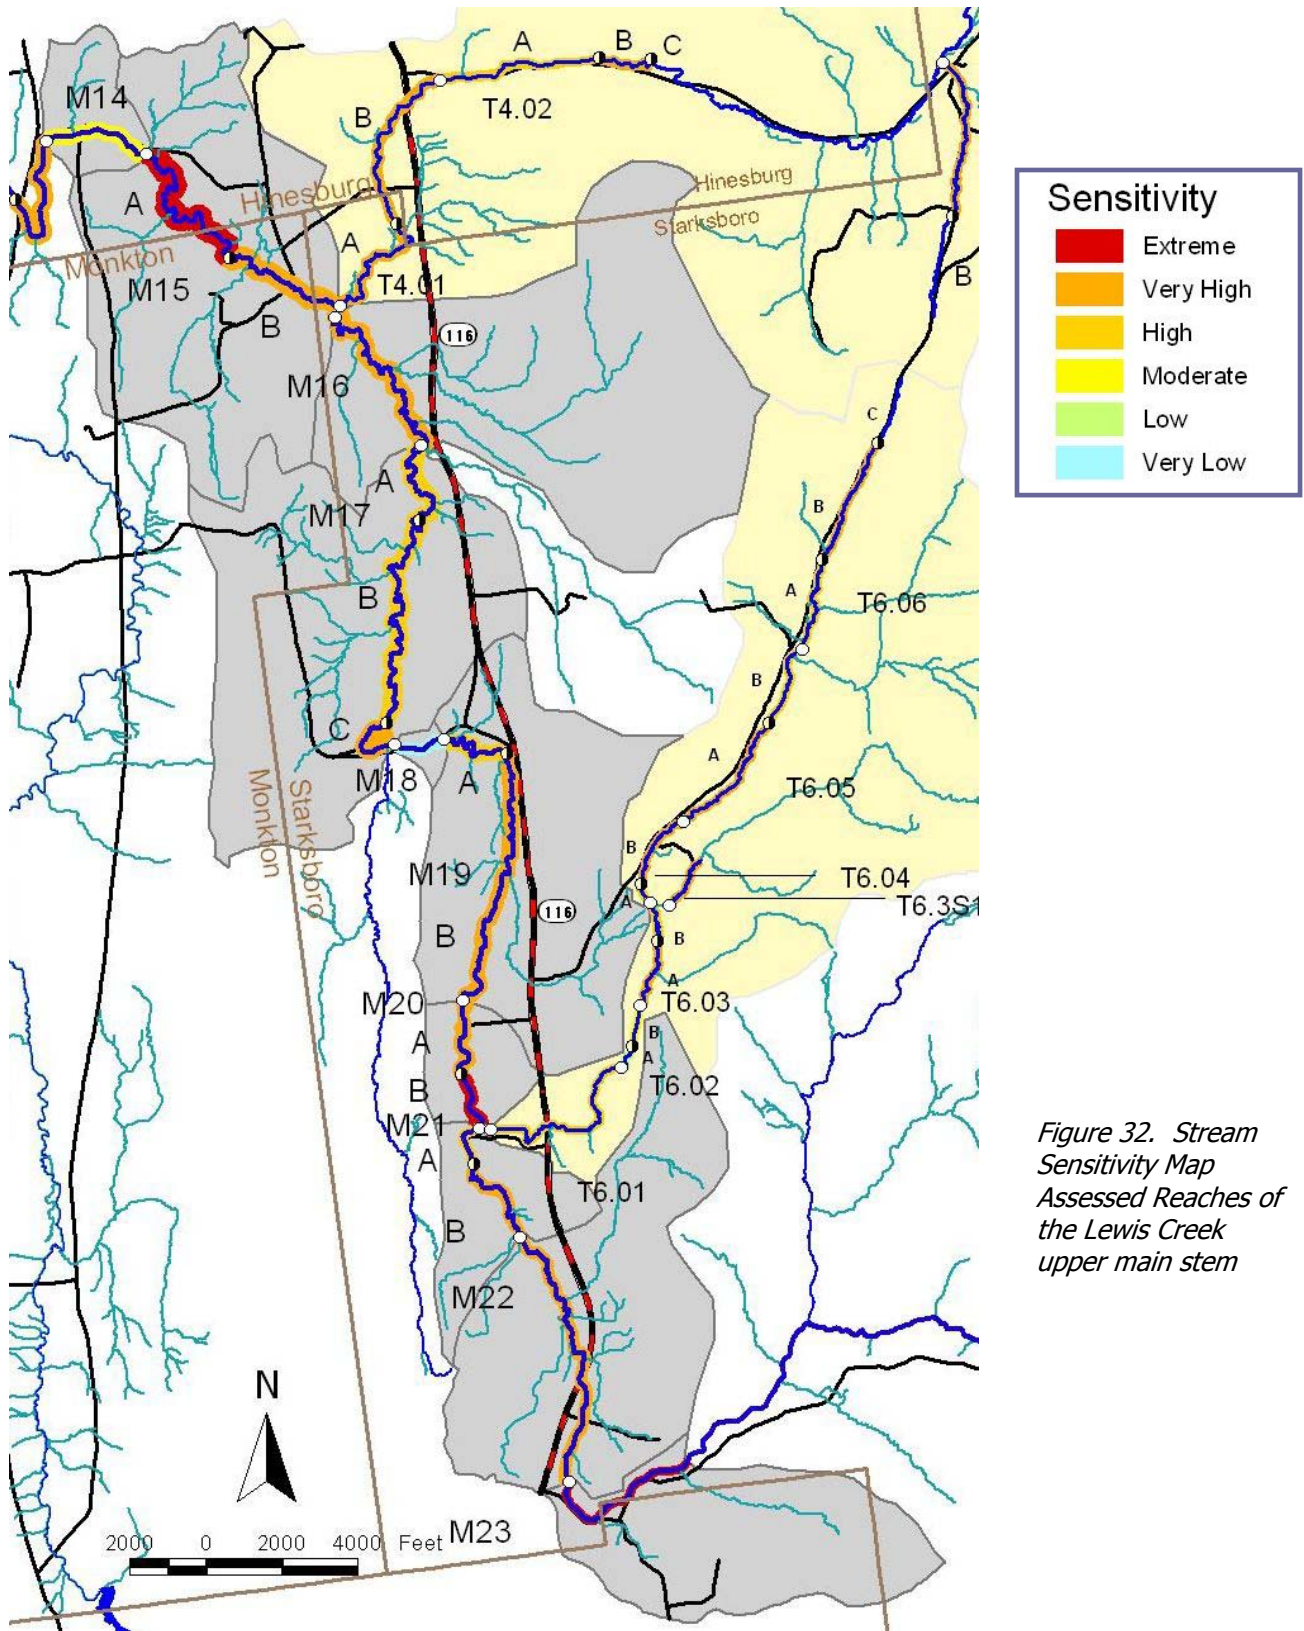 A
B
C
M14
B
T4.02
A
Hinesburg
Hinesburg
Starksboro
Monkton
A
T4.01
M15
B
116
B
M16
C
A
M17
B
B
A
T6.06
B
C
A
M18
A
T6.05
Starksboro
Monkton
M19
B
T6.04
A
T6.3S1
116
B
B
A
M20
T6.03
A
B
A
B
T6.02
M21
A
T6.01
B
M22
N
2000 0 2000 4000 Feet
M23
Sensitivity
Extreme
Very High
High
Moderate
Low
Very Low
Figure 32. Stream
Sensitivity Map
Assessed Reaches of
the Lewis Creek
upper main stem